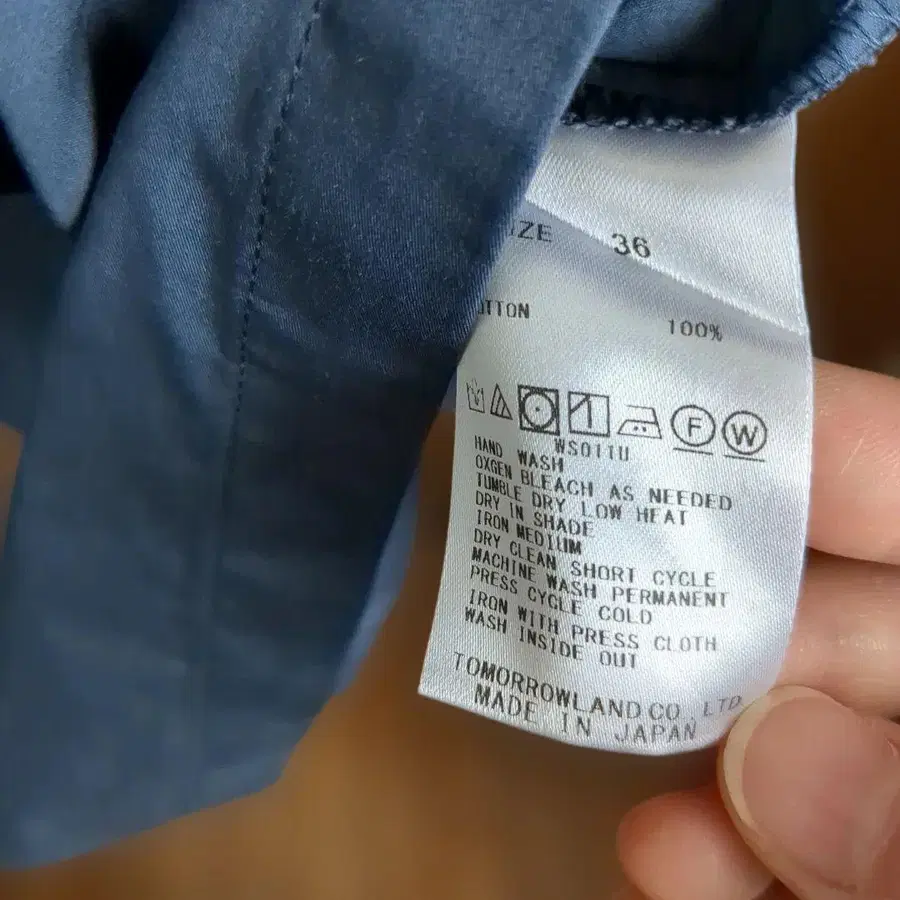 IZE 36
OTTON 100%
F W
WS011U
HAND WASH
OXGEN BLEACH AS NEEDED
TUMBLE DRY LOW HEAT
DRY IN SHADE
IRON MEDIUM
DRY CLEAN SHORT CYCLE
MACHINE WASH PERMANENT
PRESS CYCLE COLD
IRON WITH PRESS CLOTH
WASH INSIDE OUT
TOMORROWLAND CO., LTD.
MADE IN JAPAN